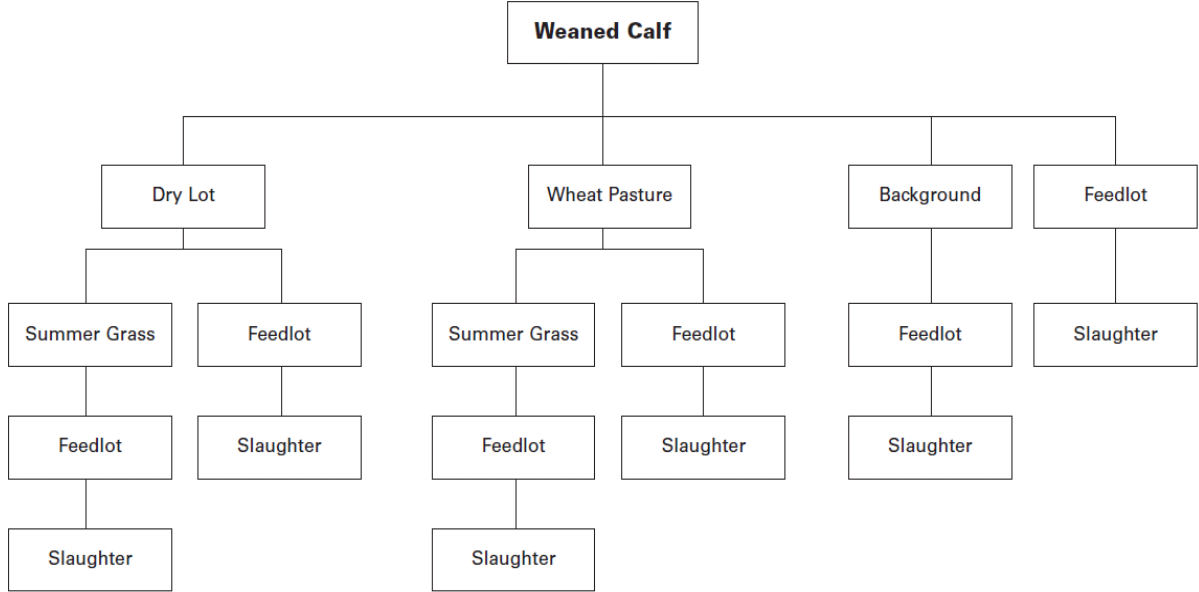 Weaned Calf
Dry Lot
Wheat Pasture
Background
Feedlot
Summer Grass
Feedlot
Summer Grass
Feedlot
Feedlot
Slaughter
Feedlot
Slaughter
Feedlot
Slaughter
Slaughter
Slaughter
Slaughter